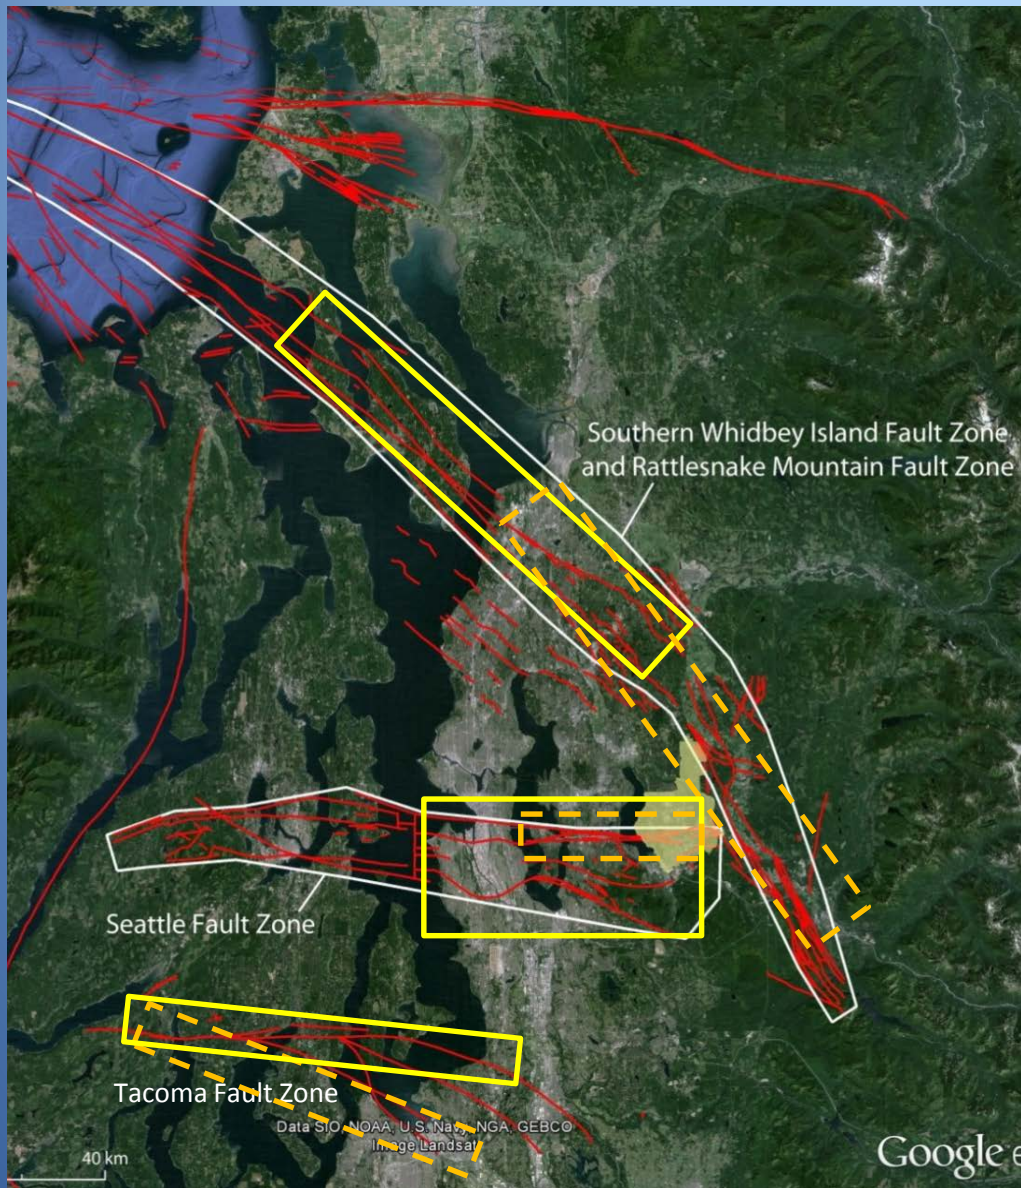 Southern Whidbey Island Fault Zone
and Rattlesnake Mountain Fault Zone
Seattle Fault Zone
Tacoma Fault Zone
Data SIO, NOAA, U.S. Navy, NGA, GEBCO
Image Landsat
40 km
Google e